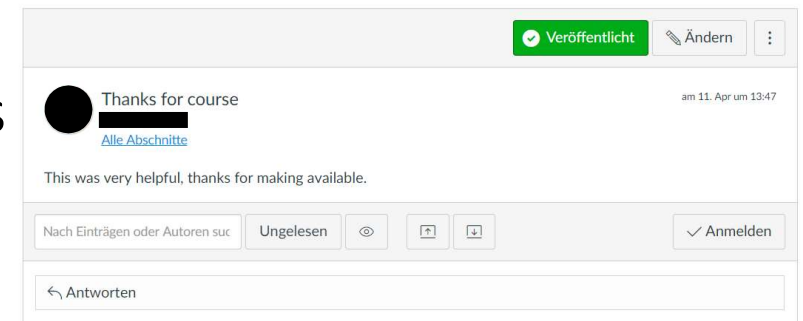 Veröffentlicht Ändern
Thanks for course am 11. Apr um 13:47
Alle Abschnitte
This was very helpful, thanks for making available.
Nach Einträgen oder Autoren suc Ungelesen Anmelden
Antworten